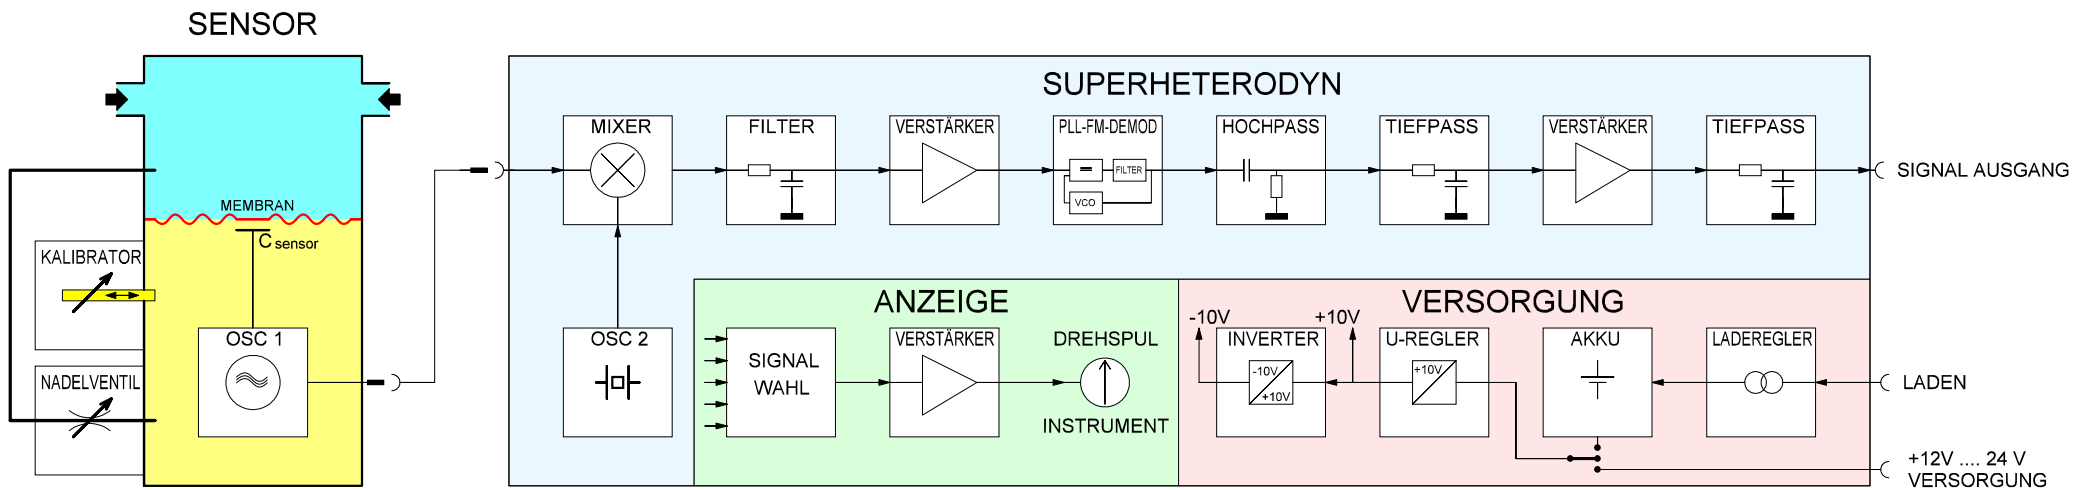 SENSOR
SUPERHETERODYN
MIXER
FILTER
VERSTÄRKER
PLL-FM-DEMOD
HOCHPASS
TIEFPASS
VERSTÄRKER
TIEFPASS
FILTER
VCO
SIGNAL AUSGANG
MEMBRAN
C sensor
KALIBRATOR
NADELVENTIL
OSC 1
OSC 2
ANZEIGE
SIGNAL
WAHL
VERSTÄRKER
DREHSPUL
INSTRUMENT
VERSORGUNG
-10V
+10V
INVERTER
-10V
+10V
U-REGLER
+10V
AKKU
LADEREGLER
LADEN
+12V .... 24 V
VERSORGUNG